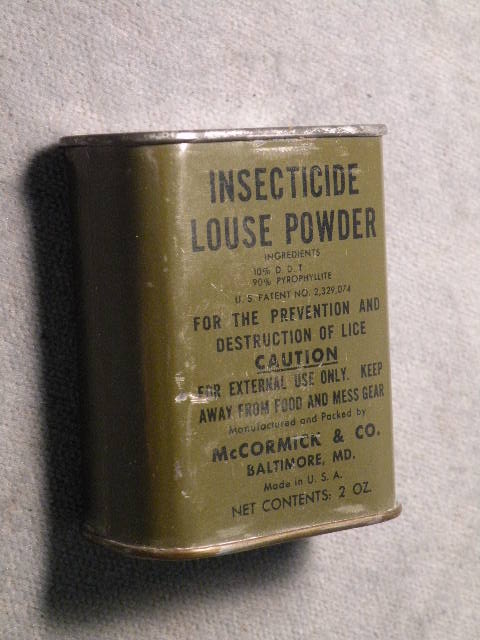 INSECTICIDE
LOUSE POWDER
INGREDIENTS
10% D. D. T.
90% PYROPHYLLITE
U. S. PATENT NO. 2,329,074
FOR THE PREVENTION AND
DESTRUCTION OF LICE
CAUTION
FOR EXTERNAL USE ONLY. KEEP
AWAY FROM FOOD AND MESS GEAR
Manufactured and Packed by
McCORMICK & CO.
BALTIMORE, MD.
Made in U. S. A.
NET CONTENTS: 2 OZ.